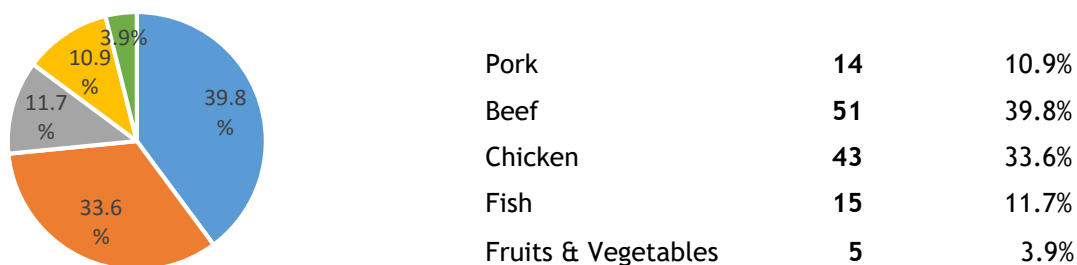 3.9%
10.9
%
11.7
%
39.8
%
33.6
%
Pork 14 10.9%
Beef 51 39.8%
Chicken 43 33.6%
Fish 15 11.7%
Fruits & Vegetables 5 3.9%